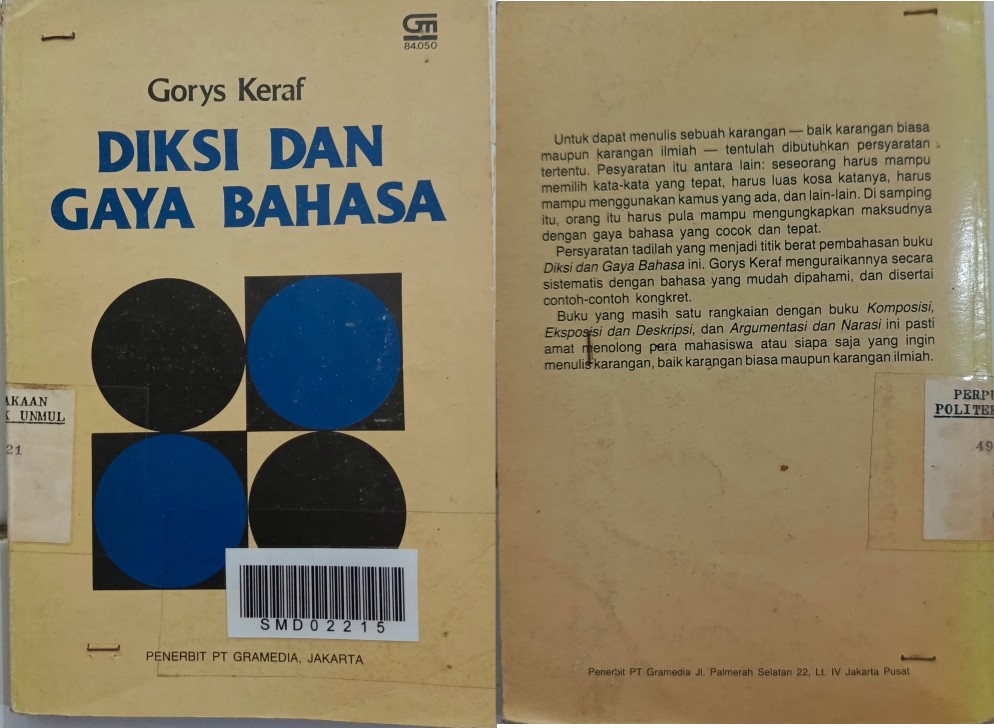 GM
84.050
Gorys Keraf
DIKSI DAN
GAYA BAHASA
AKAAN
K UNMUL
21
SMD02215
PENERBIT PT GRAMEDIA, JAKARTA
Untuk dapat menulis sebuah karangan — baik karangan biasa
maupun karangan ilmiah — tentulah dibutuhkan persyaratan
tertentu. Pesyaratan itu antara lain: seseorang harus mampu
memilih kata-kata yang tepat, harus luas kosa katanya, harus
mampu menggunakan kamus yang ada, dan lain-lain. Di samping
itu, orang itu harus pula mampu mengungkapkan maksudnya
dengan gaya bahasa yang cocok dan tepat.
Persyaratan tadilah yang menjadi titik berat pembahasan buku
Diksi dan Gaya Bahasa ini. Gorys Keraf menguraikannya secara
sistematis dengan bahasa yang mudah dipahami, dan disertai
contoh-contoh kongkret.
Buku yang masih satu rangkaian dengan buku Komposisi,
Eksposisi dan Deskripsi, dan Argumentasi dan Narasi ini pasti
amat menolong para mahasiswa atau siapa saja yang ingin
menulis karangan, baik karangan biasa maupun karangan ilmiah.
PERPU
POLITEK
49
Penerbit PT Gramedia Jl. Palmerah Selatan 22, Lt. IV Jakarta Pusat